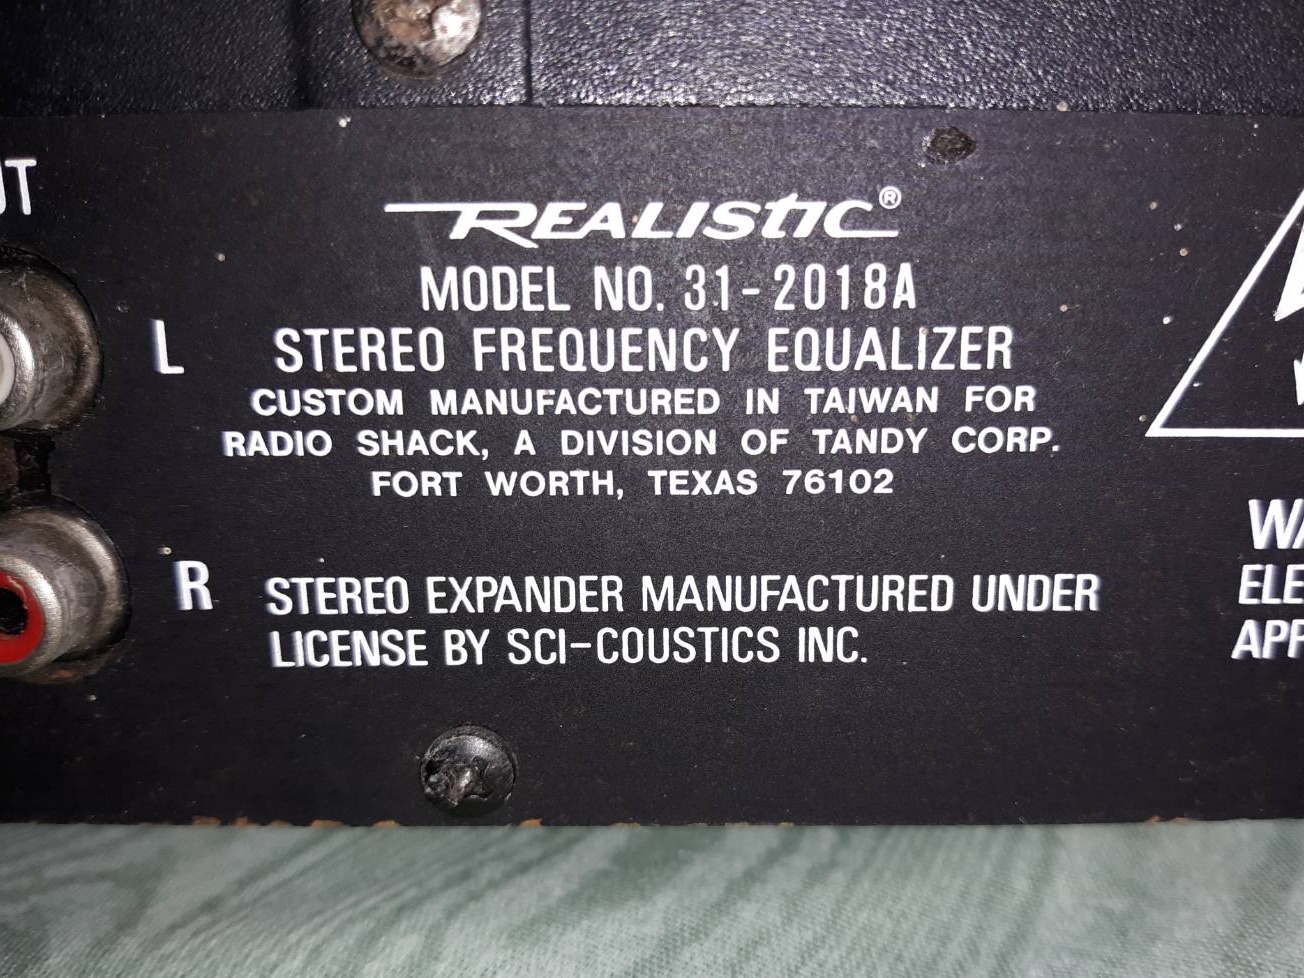 REALISTIC®
MODEL NO. 31-2018A
STEREO FREQUENCY EQUALIZER
CUSTOM MANUFACTURED IN TAIWAN FOR
RADIO SHACK, A DIVISION OF TANDY CORP.
FORT WORTH, TEXAS 76102
L
R
STEREO EXPANDER MANUFACTURED UNDER
LICENSE BY SCI-COUSTICS INC.